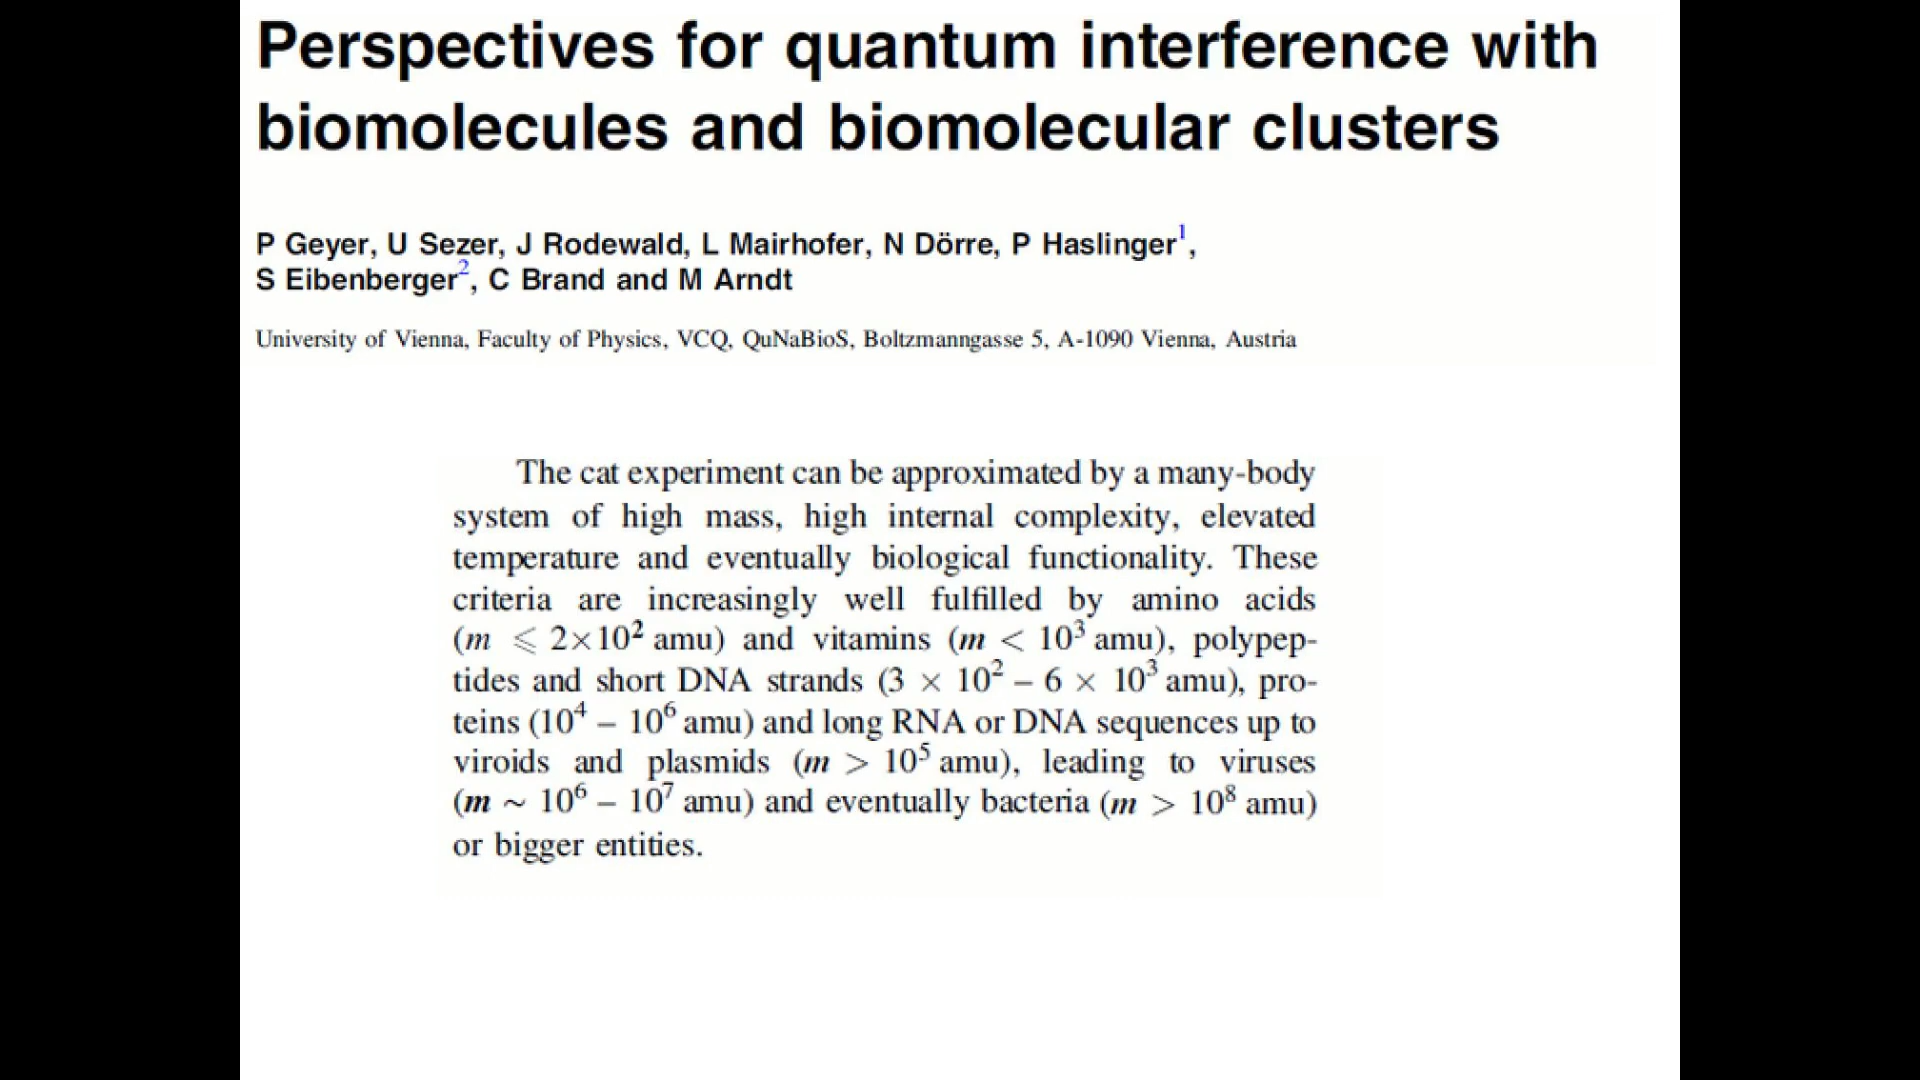 Perspectives for quantum interference with
biomolecules and biomolecular clusters
P Geyer, U Sezer, J Rodewald, L Mairhofer, N Dörre, P Haslinger¹,
S Eibenberger², C Brand and M Arndt
University of Vienna, Faculty of Physics, VCQ, QuNaBioS, Boltzmanngasse 5, A-1090 Vienna, Austria
The cat experiment can be approximated by a many-body
system of high mass, high internal complexity, elevated
temperature and eventually biological functionality. These
criteria are increasingly well fulfilled by amino acids
(m ⩽ 2×10² amu) and vitamins (m < 10³ amu), polypep-
tides and short DNA strands (3 × 10² – 6 × 10³ amu), pro-
teins (10⁴ – 10⁶ amu) and long RNA or DNA sequences up to
viroids and plasmids (m > 10⁵ amu), leading to viruses
(m ~ 10⁶ – 10⁷ amu) and eventually bacteria (m > 10⁸ amu)
or bigger entities.